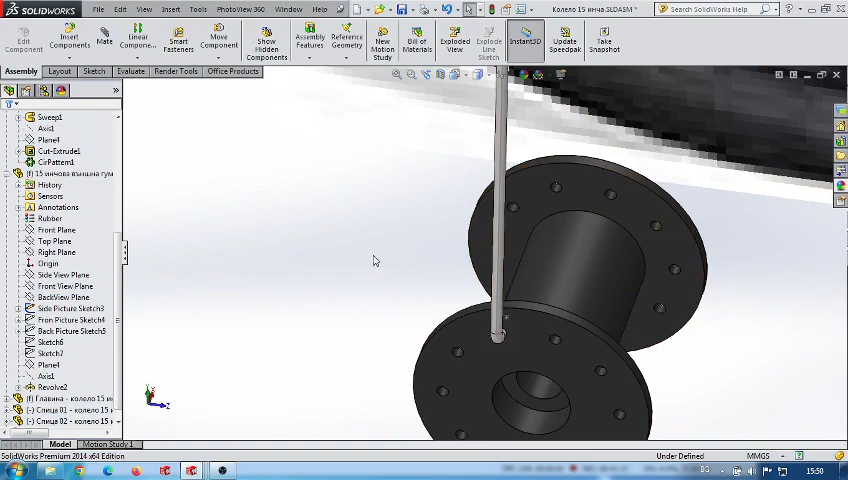 SOLIDWORKS File Edit View Insert Tools PhotoView 360 Window Help Колело 15 инча.SLDASM * Search SolidWorks Help
Edit Component Insert Components Mate Linear Compone... Smart Fasteners Move Component Show Hidden Components Assembly Features Reference Geometry New Motion Study Bill of Materials Exploded View Explode Line Sketch Instant3D Update Speedpak Take Snapshot
Assembly Layout Sketch Evaluate Render Tools Office Products
Sweep1
Axis1
Plane4
Cut-Extrude1
CirPattern1
(f) 15 инчова външна гум
History
Sensors
Annotations
Rubber
Front Plane
Top Plane
Right Plane
Origin
Side View Plane
Front View Plane
BackView Plane
Side Picture Sketch3
Fron Picture Sketch4
Back Picture Sketch5
Sketch6
Sketch7
Plane4
Axis1
Revolve2
(f) Главина - колело 15 и
(-) Спица 01 - колело 15 и
(-) Спица 02 - колело 15 и
Y X Z
Model Motion Study 1
SolidWorks Premium 2014 x64 Edition Under Defined MMGS
BG 15:50